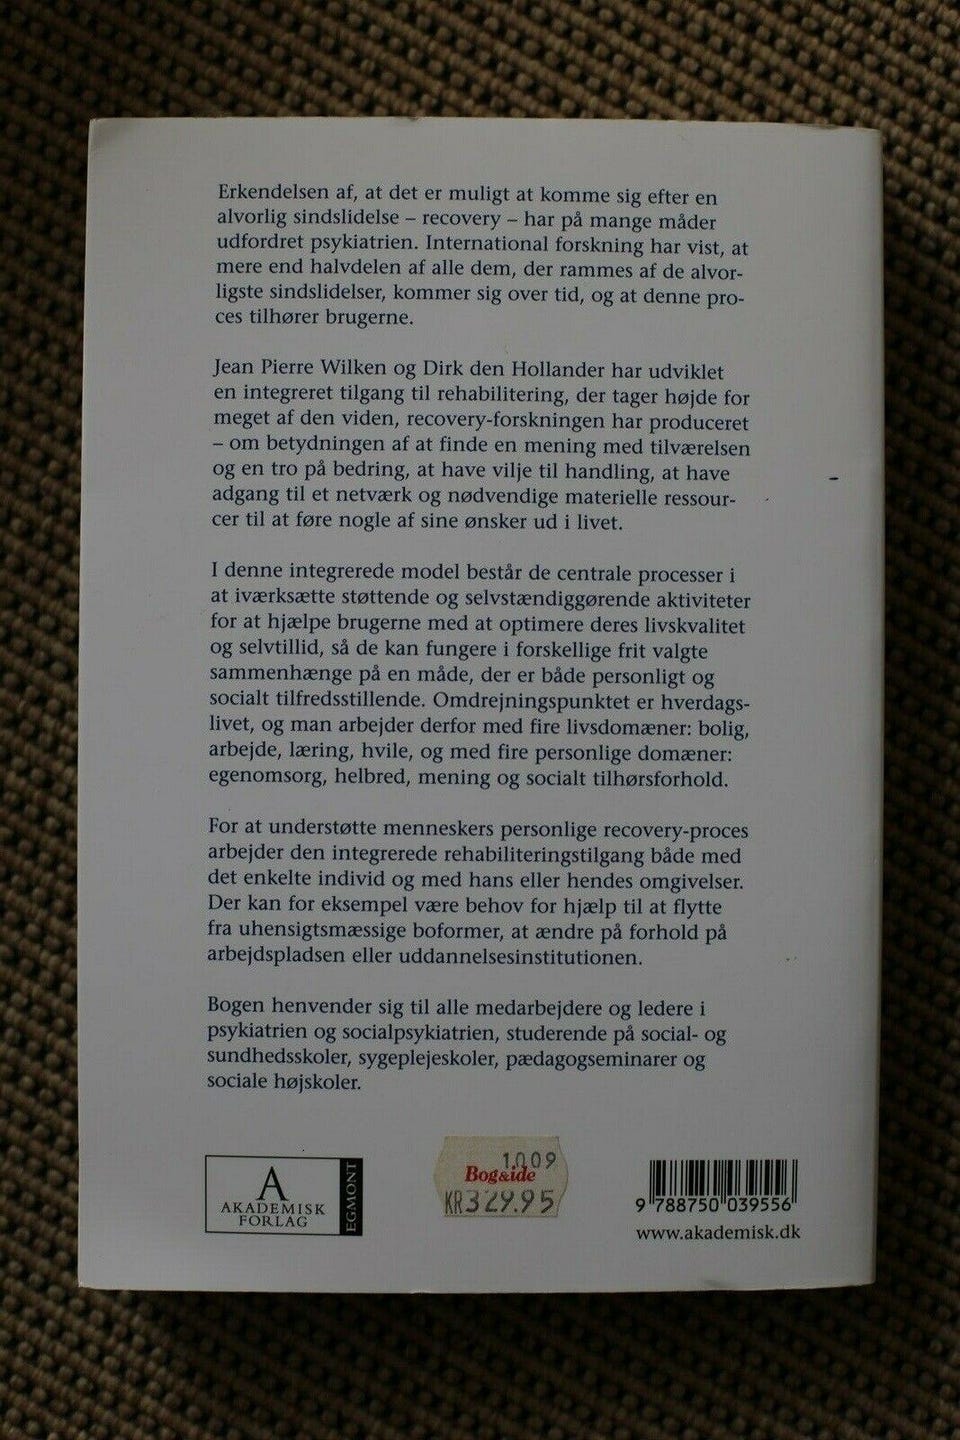 Erkendelsen af, at det er muligt at komme sig efter en
alvorlig sindslidelse – recovery – har på mange måder
udfordret psykiatrien. International forskning har vist, at
mere end halvdelen af alle dem, der rammes af de alvor-
ligste sindslidelser, kommer sig over tid, og at denne pro-
ces tilhører brugerne.
Jean Pierre Wilken og Dirk den Hollander har udviklet
en integreret tilgang til rehabilitering, der tager højde for
meget af den viden, recovery-forskningen har produceret
– om betydningen af at finde en mening med tilværelsen
og en tro på bedring, at have vilje til handling, at have
adgang til et netværk og nødvendige materielle ressour-
cer til at føre nogle af sine ønsker ud i livet.
I denne integrerede model består de centrale processer i
at iværksætte støttende og selvstændiggørende aktiviteter
for at hjælpe brugerne med at optimere deres livskvalitet
og selvtillid, så de kan fungere i forskellige frit valgte
sammenhænge på en måde, der er både personligt og
socialt tilfredsstillende. Omdrejningspunktet er hverdags-
livet, og man arbejder derfor med fire livsdomæner: bolig,
arbejde, læring, hvile, og med fire personlige domæner:
egenomsorg, helbred, mening og socialt tilhørsforhold.
For at understøtte menneskers personlige recovery-proces
arbejder den integrerede rehabiliteringstilgang både med
det enkelte individ og med hans eller hendes omgivelser.
Der kan for eksempel være behov for hjælp til at flytte
fra uhensigtsmæssige boformer, at ændre på forhold på
arbejdspladsen eller uddannelsesinstitutionen.
Bogen henvender sig til alle medarbejdere og ledere i
psykiatrien og socialpsykiatrien, studerende på social- og
sundhedsskoler, sygeplejeskoler, pædagogseminarer og
sociale højskoler.
A
AKADEMISK
FORLAG
EGMONT
1009
Bog&ide
KR329.95
9 788750 039556
www.akademisk.dk